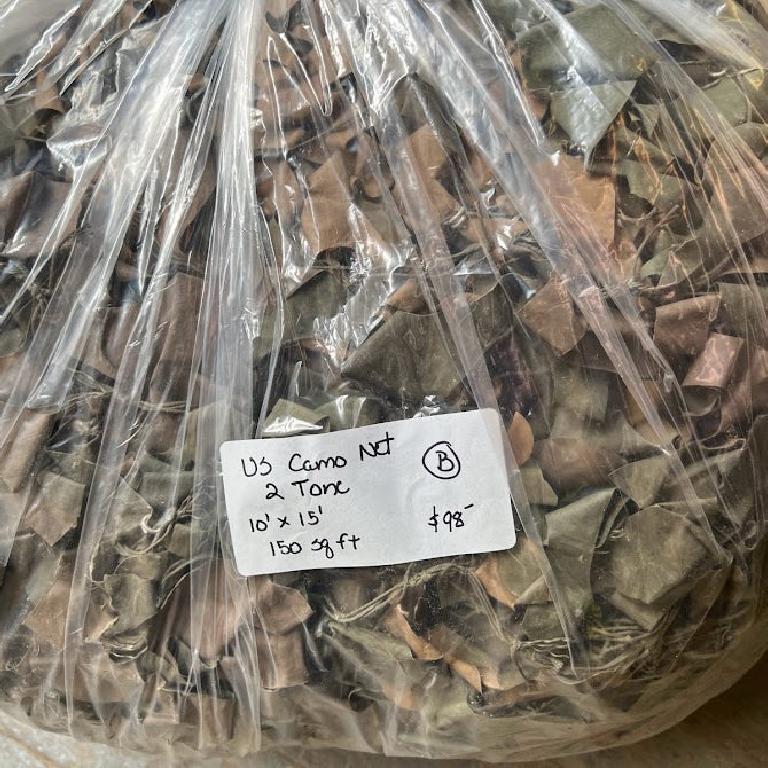 US Camo Net
B
2 Tone
10' x 15'
$98-
150 sq ft